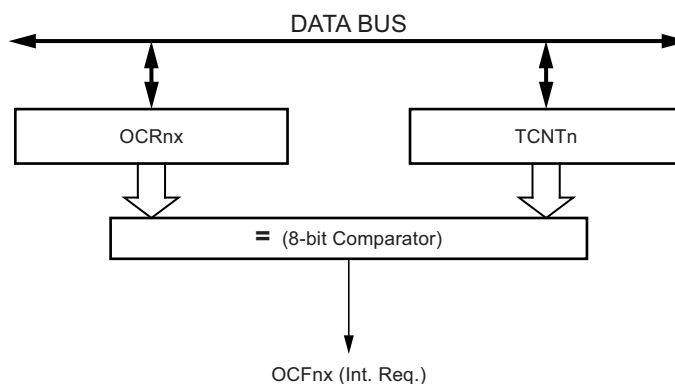 DATA BUS
OCRnx
TCNTn
= (8-bit Comparator)
OCFnx (Int. Req.)